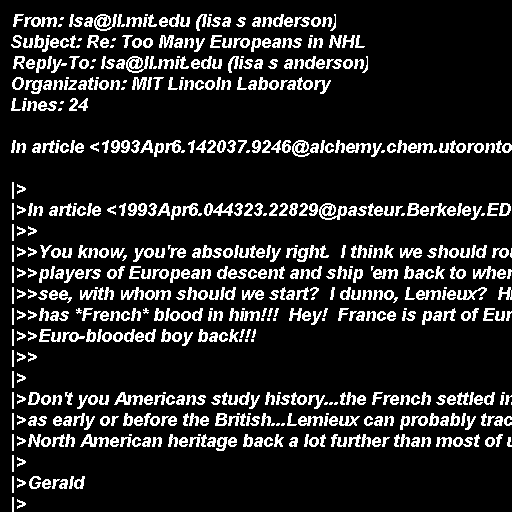 From: lsa@ll.mit.edu (lisa s anderson)
Subject: Re: Too Many Europeans in NHL
Reply-To: lsa@ll.mit.edu (lisa s anderson)
Organization: MIT Lincoln Laboratory
Lines: 24
In article <1993Apr6.142037.9246@alchemy.chem.utoronto
|>
|>In article <1993Apr6.044323.22829@pasteur.Berkeley.ED
|>>
|>>You know, you're absolutely right.  I think we should rou
|>>players of European descent and ship 'em back to wher
|>>see, with whom should we start?  I dunno, Lemieux?  H
|>>has *French* blood in him!!!  Hey!  France is part of Eur
|>>Euro-blooded boy back!!!
|>>
|>
|>Don't you Americans study history...the French settled in
|>as early or before the British...Lemieux can probably trac
|>North American heritage back a lot further than most of u
|>
|>Gerald
|>